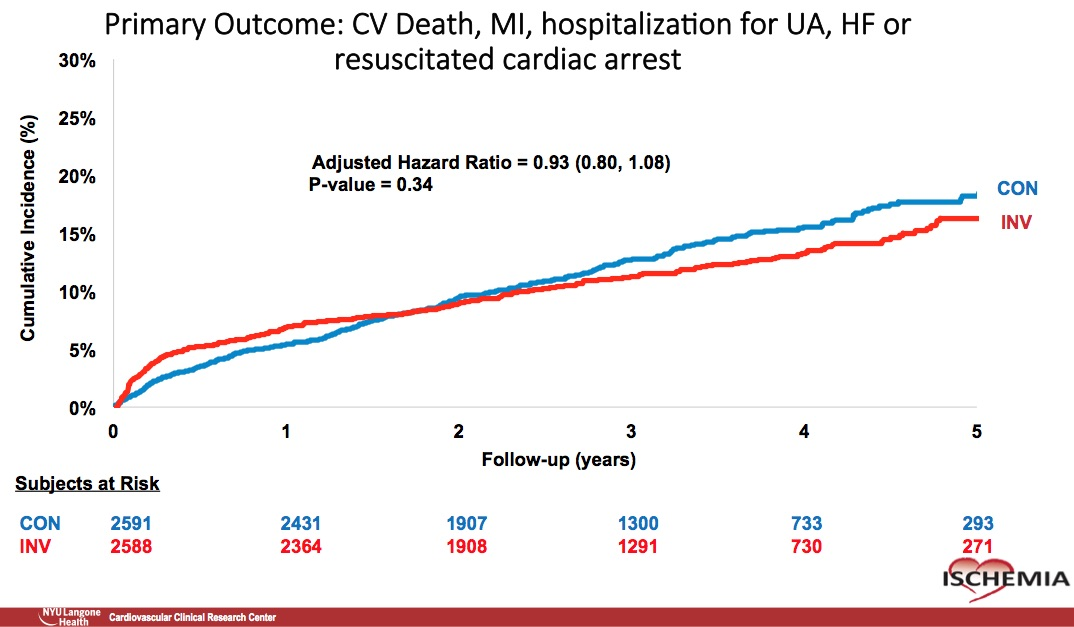 Primary Outcome: CV Death, MI, hospitalization for UA, HF or
resuscitated cardiac arrest
30%
25%
20%
15%
10%
5%
0%
Cumulative Incidence (%)
Adjusted Hazard Ratio = 0.93 (0.80, 1.08)
P-value = 0.34
CON
INV
0 1 2 3 4 5
Follow-up (years)
Subjects at Risk
CON 2591 2431 1907 1300 733 293
INV 2588 2364 1908 1291 730 271
ISCHEMIA
NYU Langone
Health
Cardiovascular Clinical Research Center